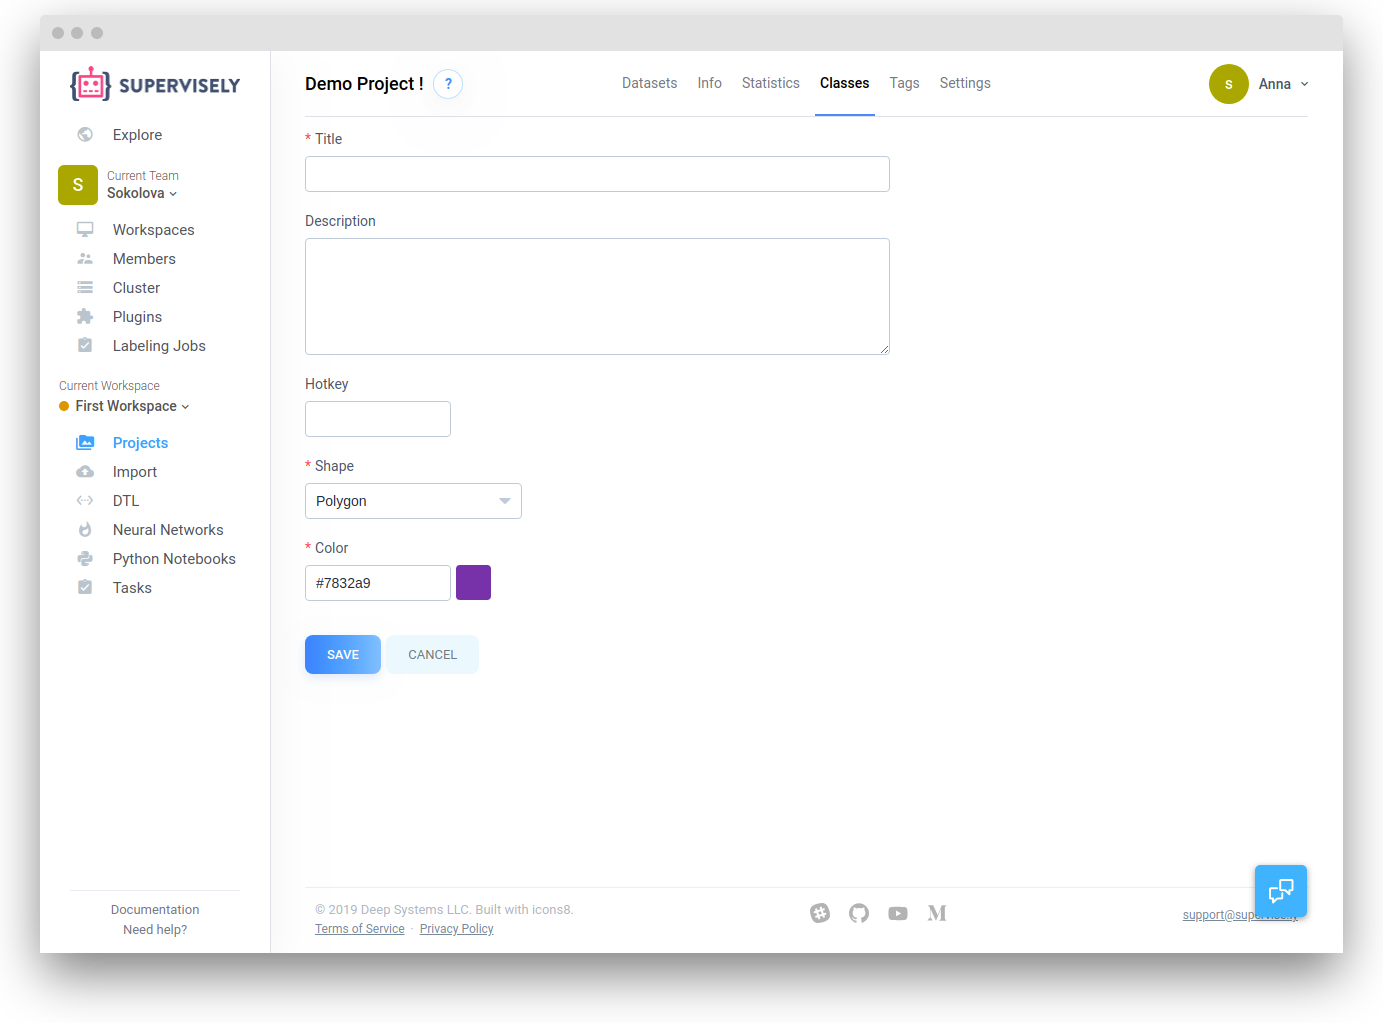 SUPERVISELY
Explore
S
Current Team
Sokolova
Workspaces
Members
Cluster
Plugins
Labeling Jobs
Current Workspace
First Workspace
Projects
Import
DTL
Neural Networks
Python Notebooks
Tasks
Documentation
Need help?
Demo Project ! ?
Datasets Info Statistics Classes Tags Settings
S Anna
* Title
Description
Hotkey
* Shape
Polygon
* Color
#7832a9
SAVE CANCEL
© 2019 Deep Systems LLC. Built with icons8.
Terms of Service · Privacy Policy
support@supervise.ly